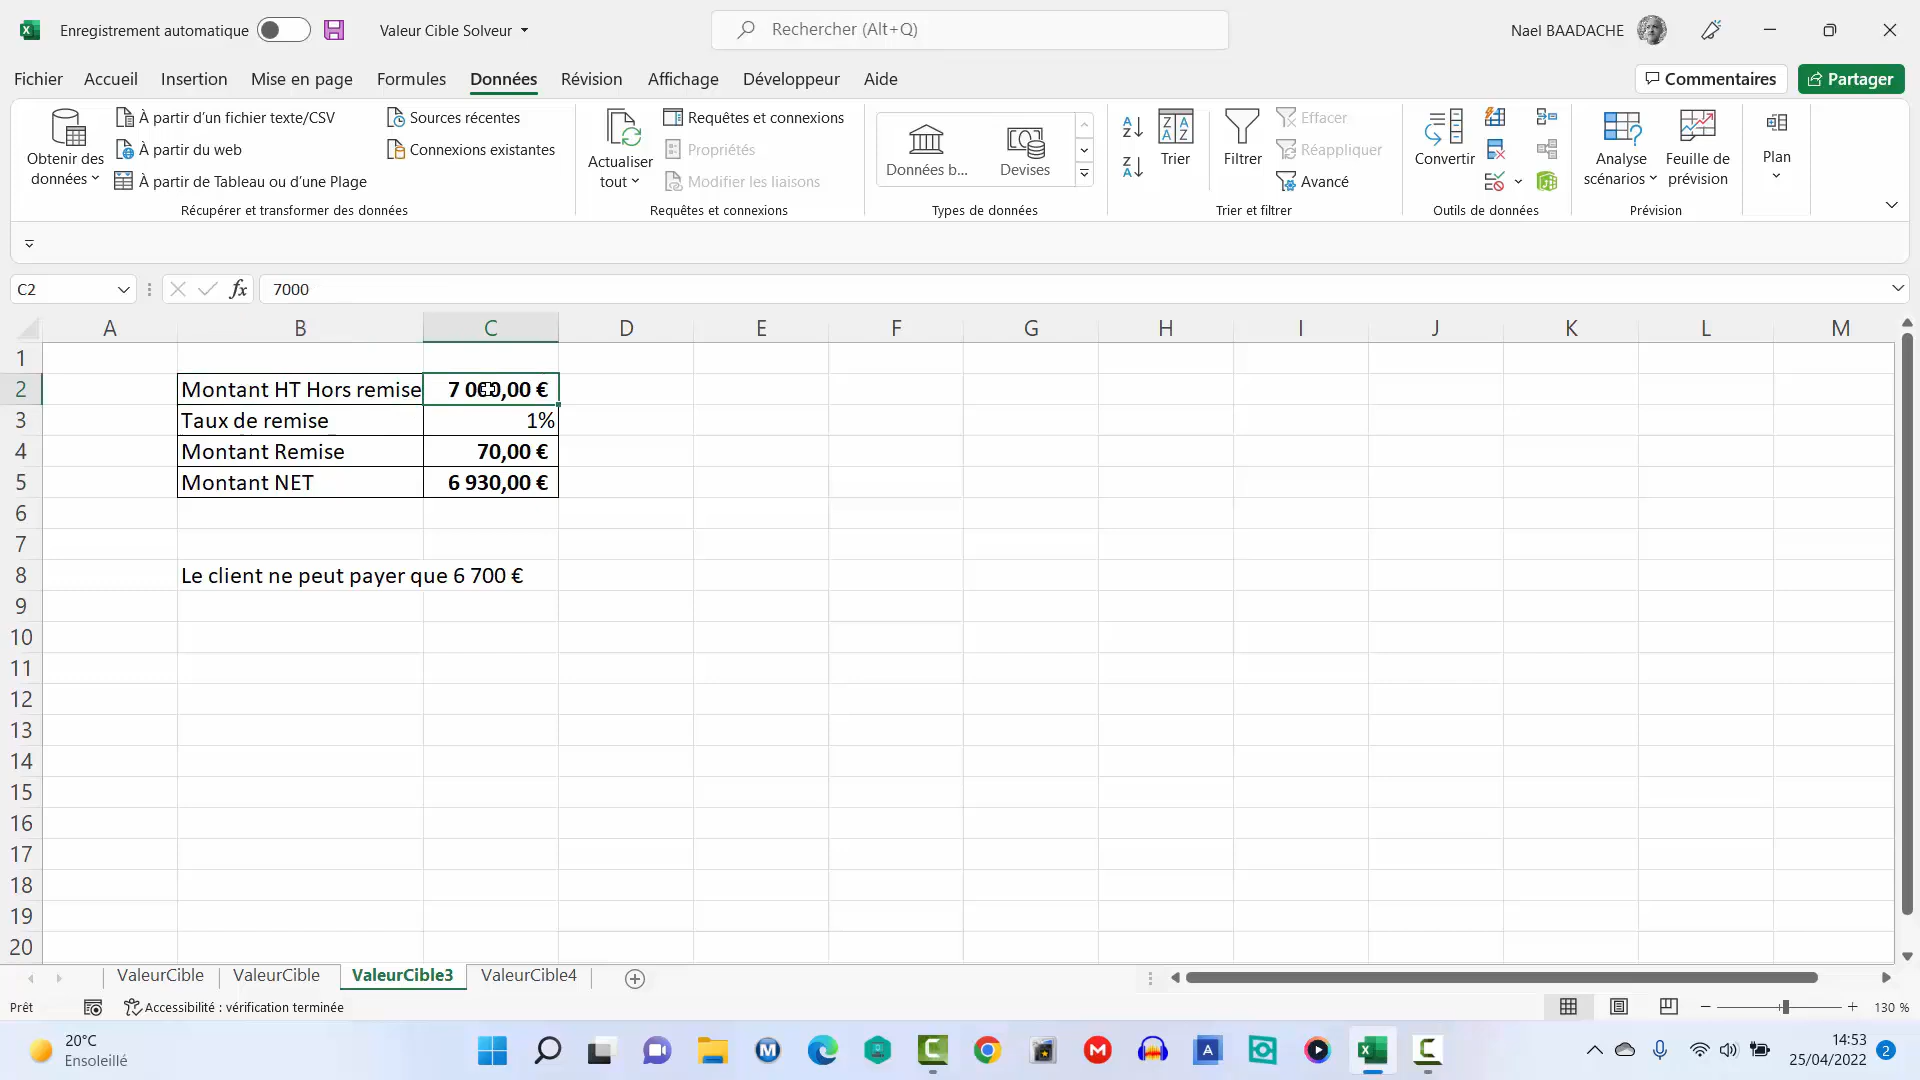 Enregistrement automatique
Valeur Cible Solveur
Rechercher (Alt+Q)
Nael BAADACHE
Fichier Accueil Insertion Mise en page Formules Données Révision Affichage Développeur Aide
Commentaires
Partager
Obtenir des données
À partir d'un fichier texte/CSV
À partir du web
À partir de Tableau ou d'une Plage
Sources récentes
Connexions existantes
Récupérer et transformer des données
Actualiser tout
Requêtes et connexions
Propriétés
Modifier les liaisons
Requêtes et connexions
Données b...
Devises
Types de données
Trier
Filtrer
Effacer
Réappliquer
Avancé
Trier et filtrer
Convertir
Outils de données
Analyse scénarios
Feuille de prévision
Prévision
Plan
C2
fx
7000
A B C D E F G H I J K L M
1
2 Montant HT Hors remise 7 000,00 €
3 Taux de remise 1%
4 Montant Remise 70,00 €
5 Montant NET 6 930,00 €
6
7
8 Le client ne peut payer que 6 700 €
9
10
11
12
13
14
15
16
17
18
19
20
ValeurCible ValeurCible ValeurCible3 ValeurCible4
Prêt
Accessibilité : vérification terminée
130 %
20°C
Ensoleillé
14:53
25/04/2022
2